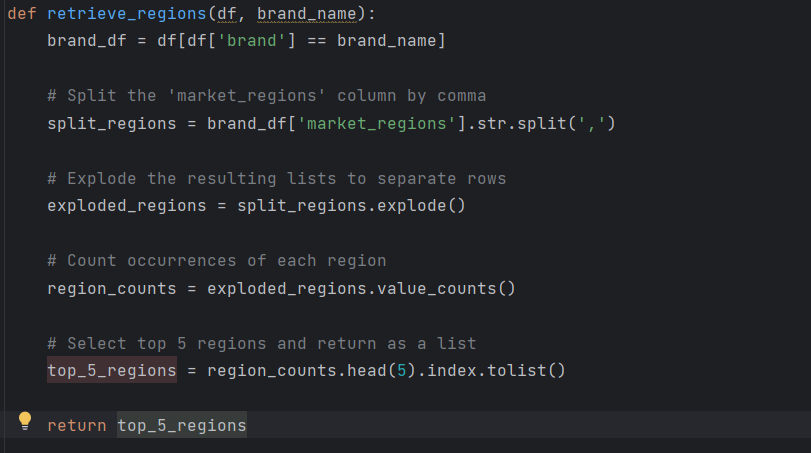 def retrieve_regions(df, brand_name):
    brand_df = df[df['brand'] == brand_name]
    # Split the 'market_regions' column by comma
    split_regions = brand_df['market_regions'].str.split(',')
    # Explode the resulting lists to separate rows
    exploded_regions = split_regions.explode()
    # Count occurrences of each region
    region_counts = exploded_regions.value_counts()
    # Select top 5 regions and return as a list
    top_5_regions = region_counts.head(5).index.tolist()
    return top_5_regions